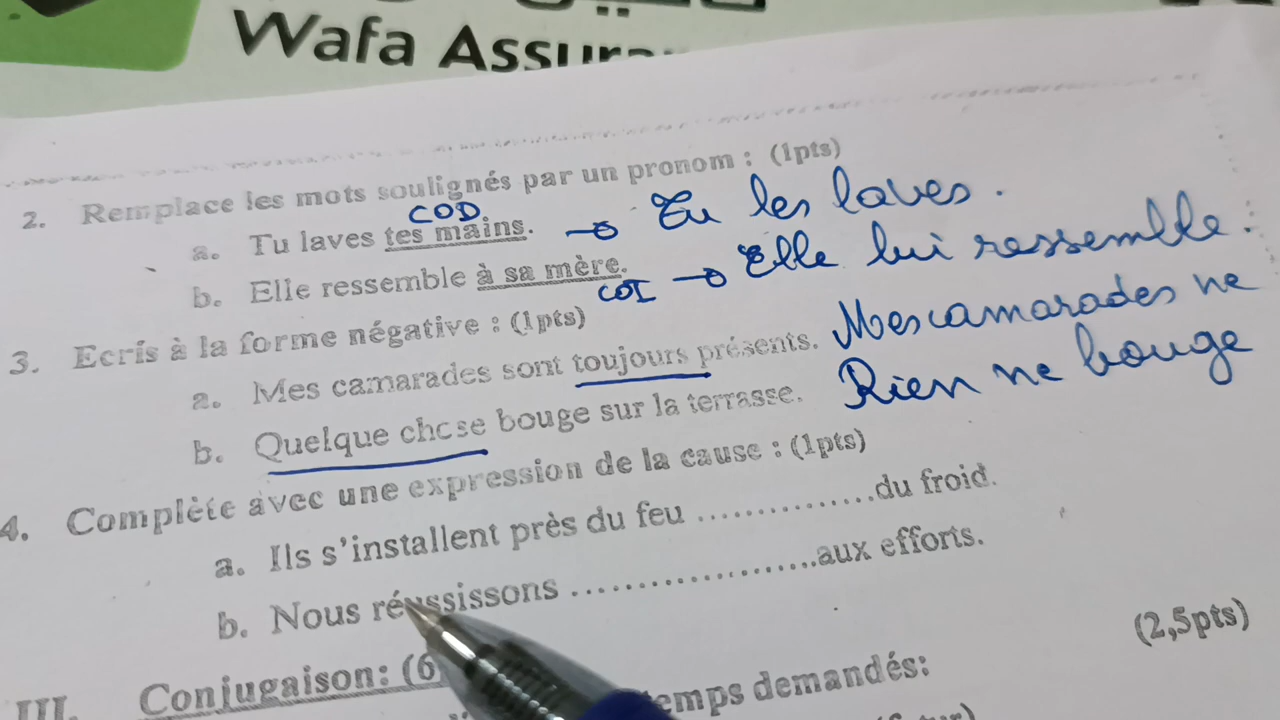 Wafa Assuran
2. Remplace les mots soulignés par un pronom : (1pts)
COD
a. Tu laves tes mains. → Tu les laves.
b. Elle ressemble à sa mère. → Elle lui ressemble.
COI
3. Ecris à la forme négative : (1pts)
a. Mes camarades sont toujours présents. Mes camarades ne
b. Quelque chose bouge sur la terrasse. Rien ne bouge
4. Complète avec une expression de la cause : (1pts)
a. Ils s'installent près du feu ...............du froid.
b. Nous réussissons .....................aux efforts.
(2,5pts)
III. Conjugaison: (6
temps demandés: